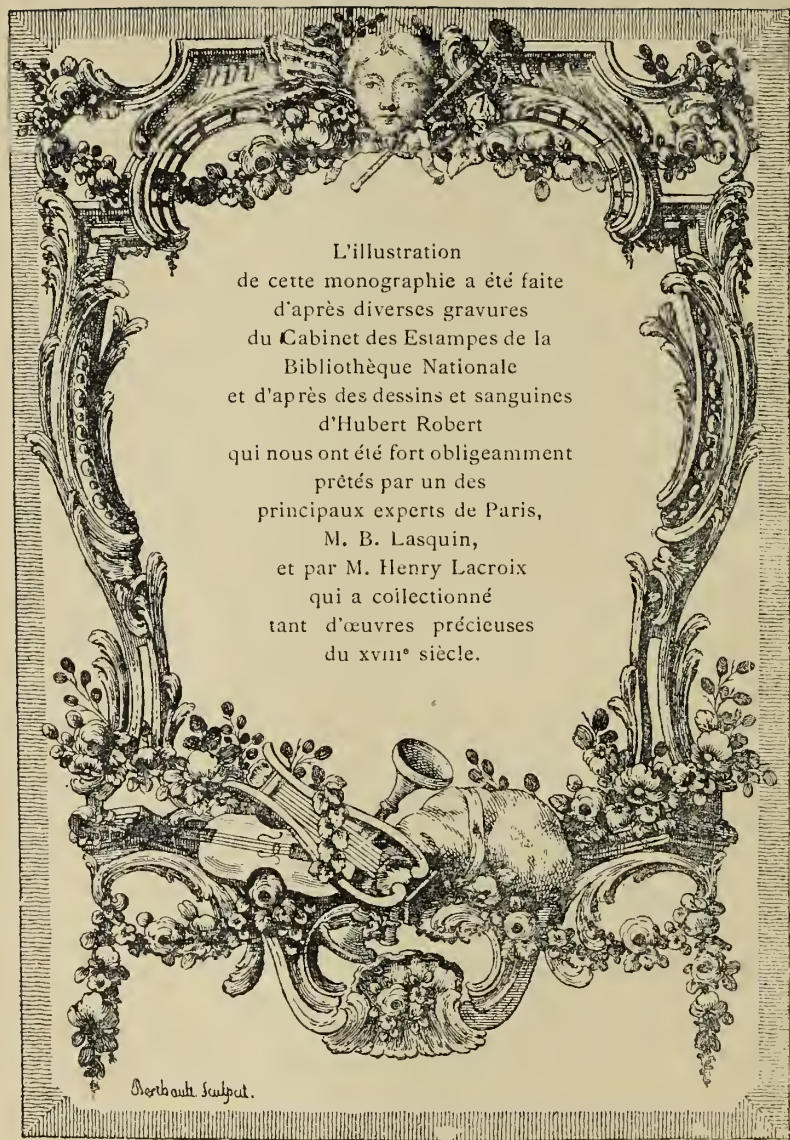 L'illustration
de cette monographie a été faite
d'après diverses gravures
du Cabinet des Estampes de la
Bibliothèque Nationale
et d'après des dessins et sanguines
d'Hubert Robert
qui nous ont été fort obligeamment
prêtés par un des
principaux experts de Paris,
M. B. Lasquin,
et par M. Henry Lacroix
qui a collectionné
tant d'œuvres précieuses
du XVIIIe siècle.
Berthault Sculpsit.